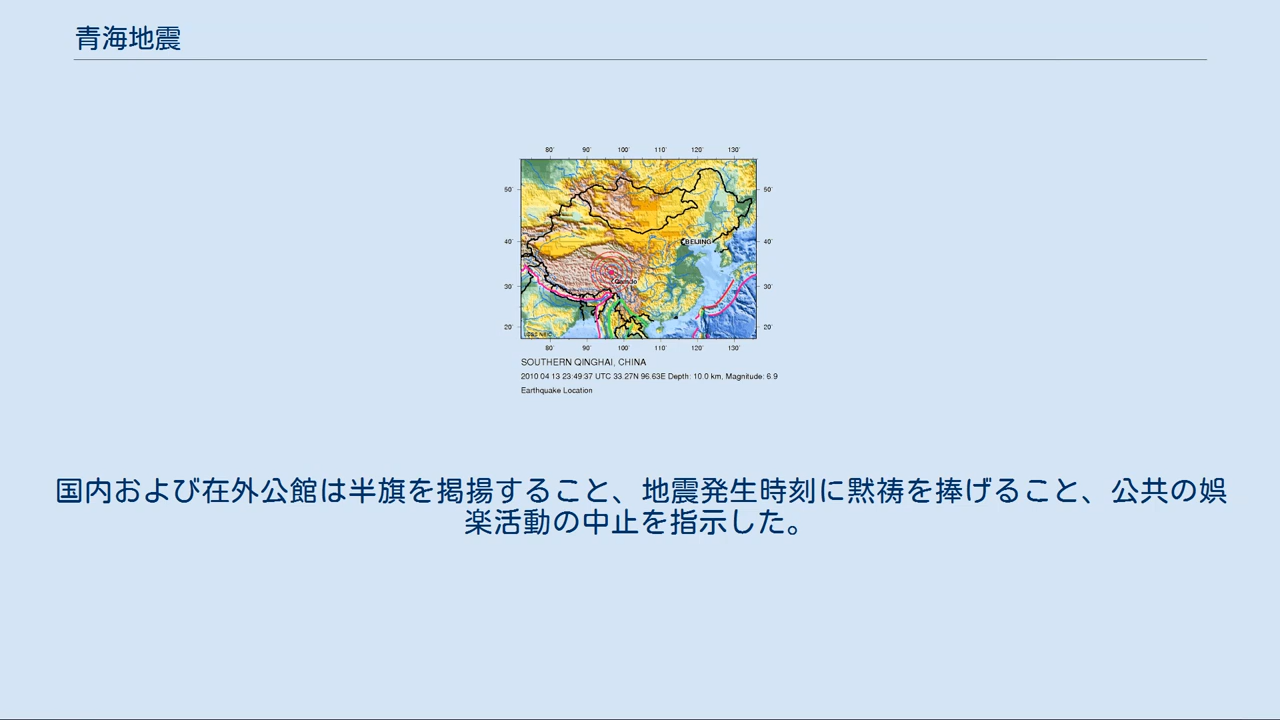 青海地震
80° 90° 100° 110° 120° 130°
50° 50°
BEIJING
40° 40°
30° 30°
20° 20°
80° 90° 100° 110° 120° 130°
SOUTHERN QINGHAI, CHINA
2010 04 13 23:49:37 UTC 33.27N 96.63E Depth: 10.0 km, Magnitude: 6.9
Earthquake Location
国内および在外公館は半旗を掲揚すること、地震発生時刻に黙祷を捧げること、公共の娯
楽活動の中止を指示した。